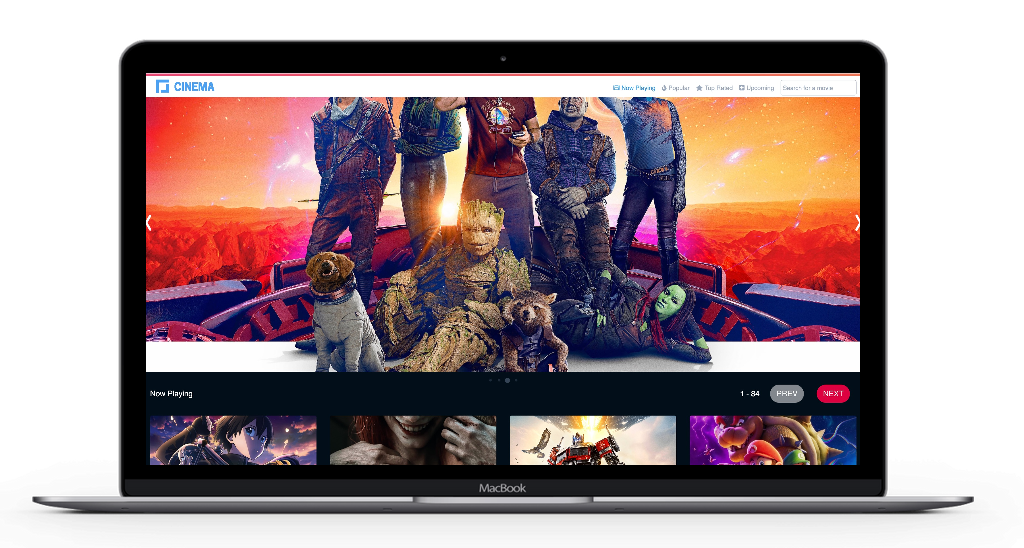 CINEMA
Now Playing Popular Top Rated Upcoming Search for a movie
Now Playing 1 - 84 PREV NEXT
MacBook